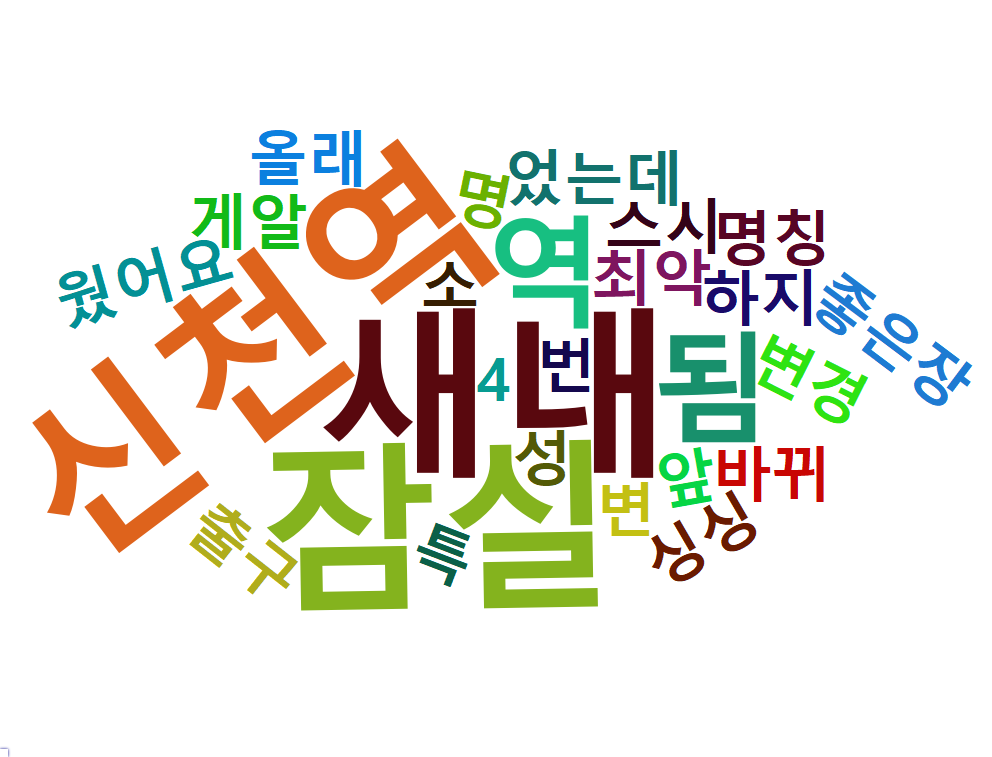 올래
었는데
명
게알
스시
명칭
신천역
역
웠어요
최악
하지
소
좋은장
새내
4
번
됨
변경
잠실
성
앞
바뀌
변
싱싱
출구
특